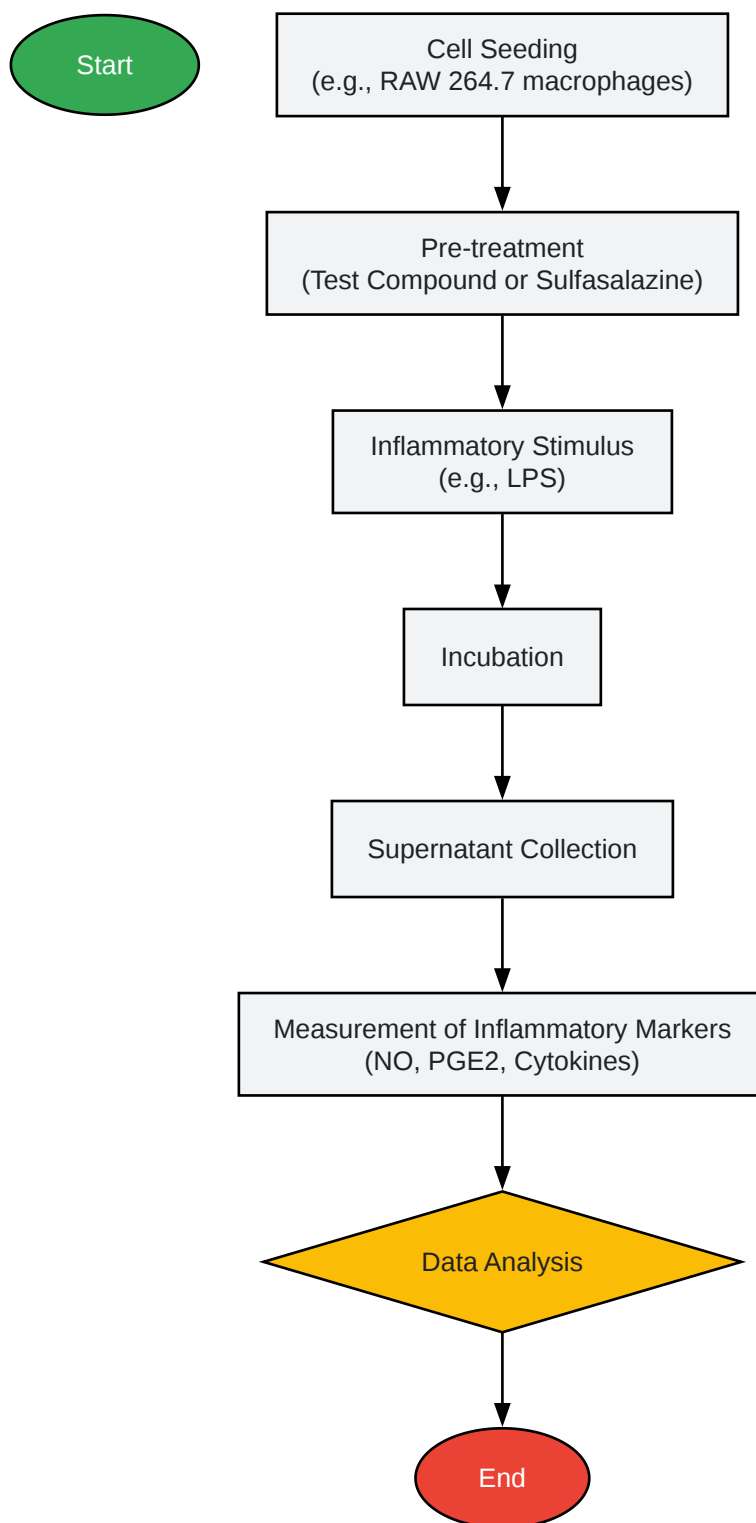 Start
Cell Seeding
(e.g., RAW 264.7 macrophages)
Pre-treatment
(Test Compound or Sulfasalazine)
Inflammatory Stimulus
(e.g., LPS)
Incubation
Supernatant Collection
Measurement of Inflammatory Markers
(NO, PGE2, Cytokines)
Data Analysis
End